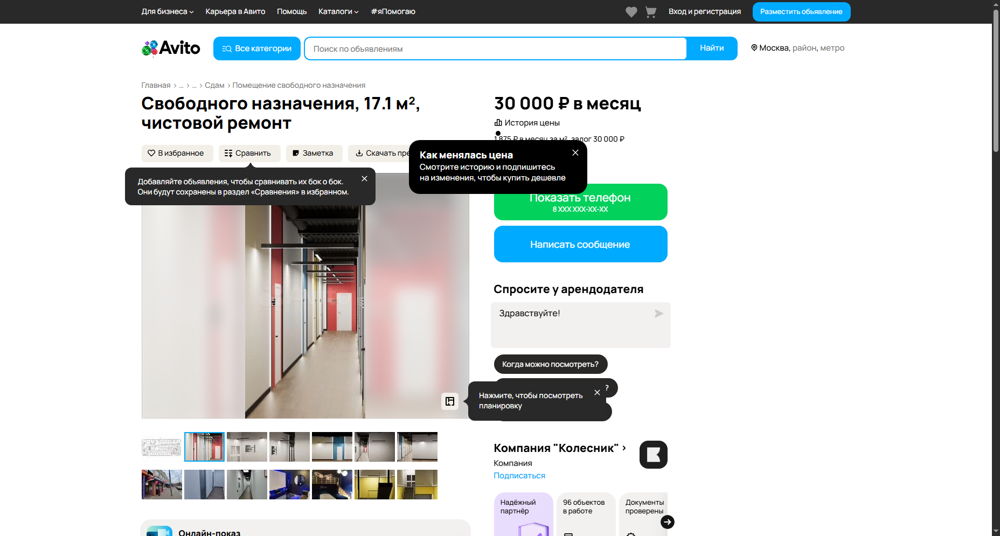 Для бизнеса
Карьера в Авито
Помощь
Каталоги
#яПомогаю
Вход и регистрация
Разместить объявление
Avito
Все категории
Поиск по объявлениям
Найти
Москва, район, метро
Главная › ... › ... › Сдам › Помещение свободного назначения
Свободного назначения, 17.1 м²,
чистовой ремонт
В избранное
Сравнить
Заметка
Скачать пре
Добавляйте объявления, чтобы сравнивать их бок о бок.
Они будут сохранены в раздел «Сравнения» в избранном.
30 000 ₽ в месяц
История цены
1 875 ₽ в месяц за м², залог 30 000 ₽
Как менялась цена
Смотрите историю и подпишитесь
на изменения, чтобы купить дешевле
Показать телефон
8 XXX XXX-XX-XX
Написать сообщение
Спросите у арендодателя
Здравствуйте!
Когда можно посмотреть?
?
Нажмите, чтобы посмотреть
планировку
Компания "Колесник" ›
Компания
Подписаться
Надёжный
партнёр
96 объектов
в работе
Документы
проверены
Онлайн-показ